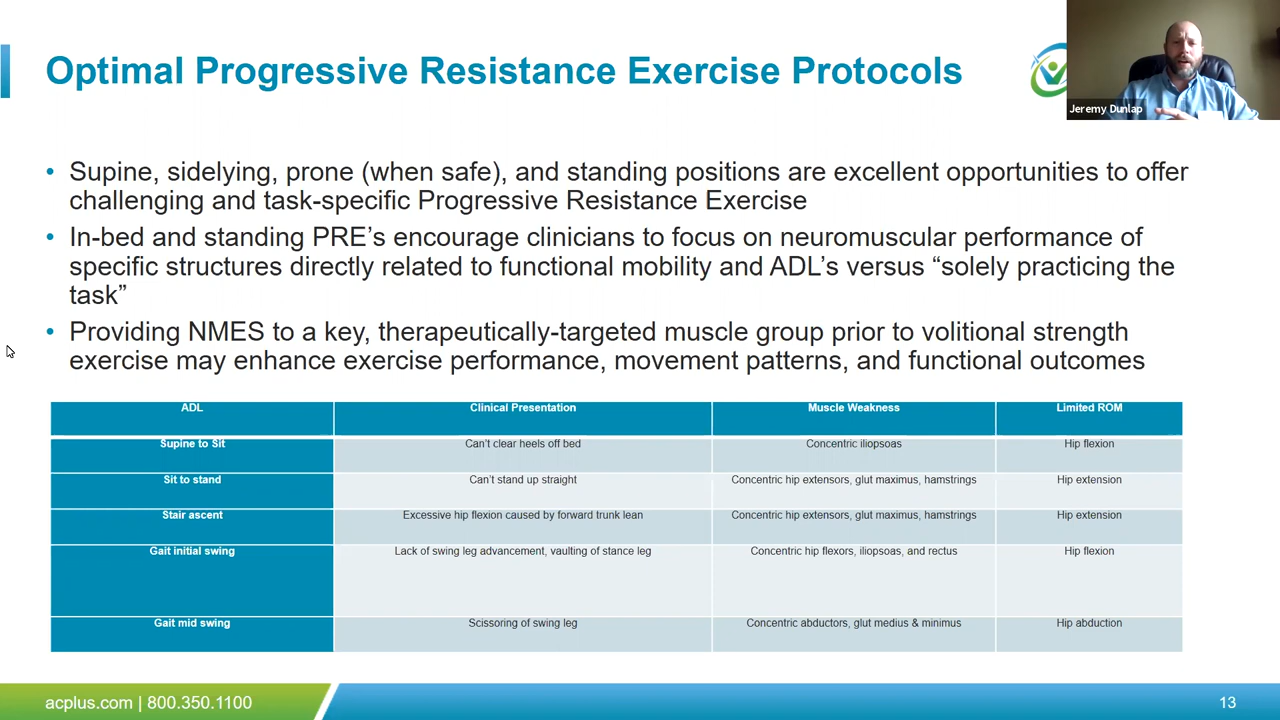 Optimal Progressive Resistance Exercise Protocols
Jeremy Dunlap
• Supine, sidelying, prone (when safe), and standing positions are excellent opportunities to offer
challenging and task-specific Progressive Resistance Exercise
• In-bed and standing PRE’s encourage clinicians to focus on neuromuscular performance of
specific structures directly related to functional mobility and ADL’s versus “solely practicing the
task”
• Providing NMES to a key, therapeutically-targeted muscle group prior to volitional strength
exercise may enhance exercise performance, movement patterns, and functional outcomes
ADL Clinical Presentation Muscle Weakness Limited ROM
Supine to Sit Can’t clear heels off bed Concentric iliopsoas Hip flexion
Sit to stand Can’t stand up straight Concentric hip extensors, glut maximus, hamstrings Hip extension
Stair ascent Excessive hip flexion caused by forward trunk lean Concentric hip extensors, glut maximus, hamstrings Hip extension
Gait initial swing Lack of swing leg advancement, vaulting of stance leg Concentric hip flexors, iliopsoas, and rectus Hip flexion
Gait mid swing Scissoring of swing leg Concentric abductors, glut medius & minimus Hip abduction
acplus.com | 800.350.1100
13